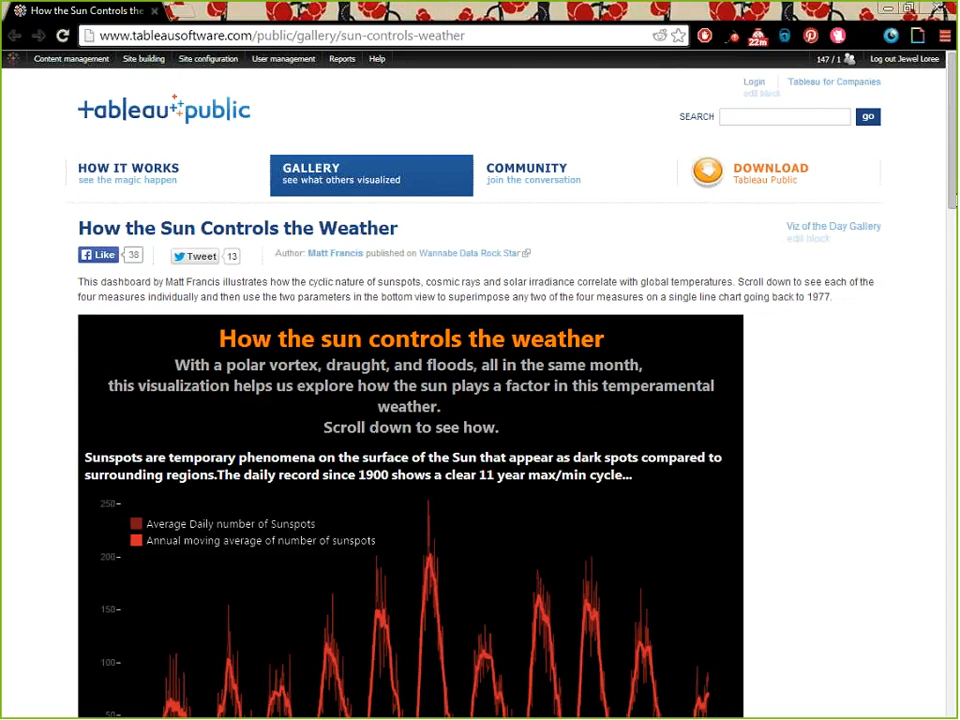 How the Sun Controls the
www.tableausoftware.com/public/gallery/sun-controls-weather
22m
Content management Site building Site configuration User management Reports Help 147 / 1 Log out Jewel Loree
Login Tableau for Companies
edit block
tableau public
SEARCH go
HOW IT WORKS GALLERY COMMUNITY DOWNLOAD
see the magic happen see what others visualized join the conversation Tableau Public
How the Sun Controls the Weather
Viz of the Day Gallery
edit block
Like 38 Tweet 13 Author: Matt Francis published on Wannabe Data Rock Star
This dashboard by Matt Francis illustrates how the cyclic nature of sunspots, cosmic rays and solar irradiance correlate with global temperatures. Scroll down to see each of the
four measures individually and then use the two parameters in the bottom view to superimpose any two of the four measures on a single line chart going back to 1977.
How the sun controls the weather
With a polar vortex, draught, and floods, all in the same month,
this visualization helps us explore how the sun plays a factor in this temperamental
weather.
Scroll down to see how.
Sunspots are temporary phenomena on the surface of the Sun that appear as dark spots compared to
surrounding regions.The daily record since 1900 shows a clear 11 year max/min cycle...
250
Average Daily number of Sunspots
Annual moving average of number of sunspots
200
150
100
50